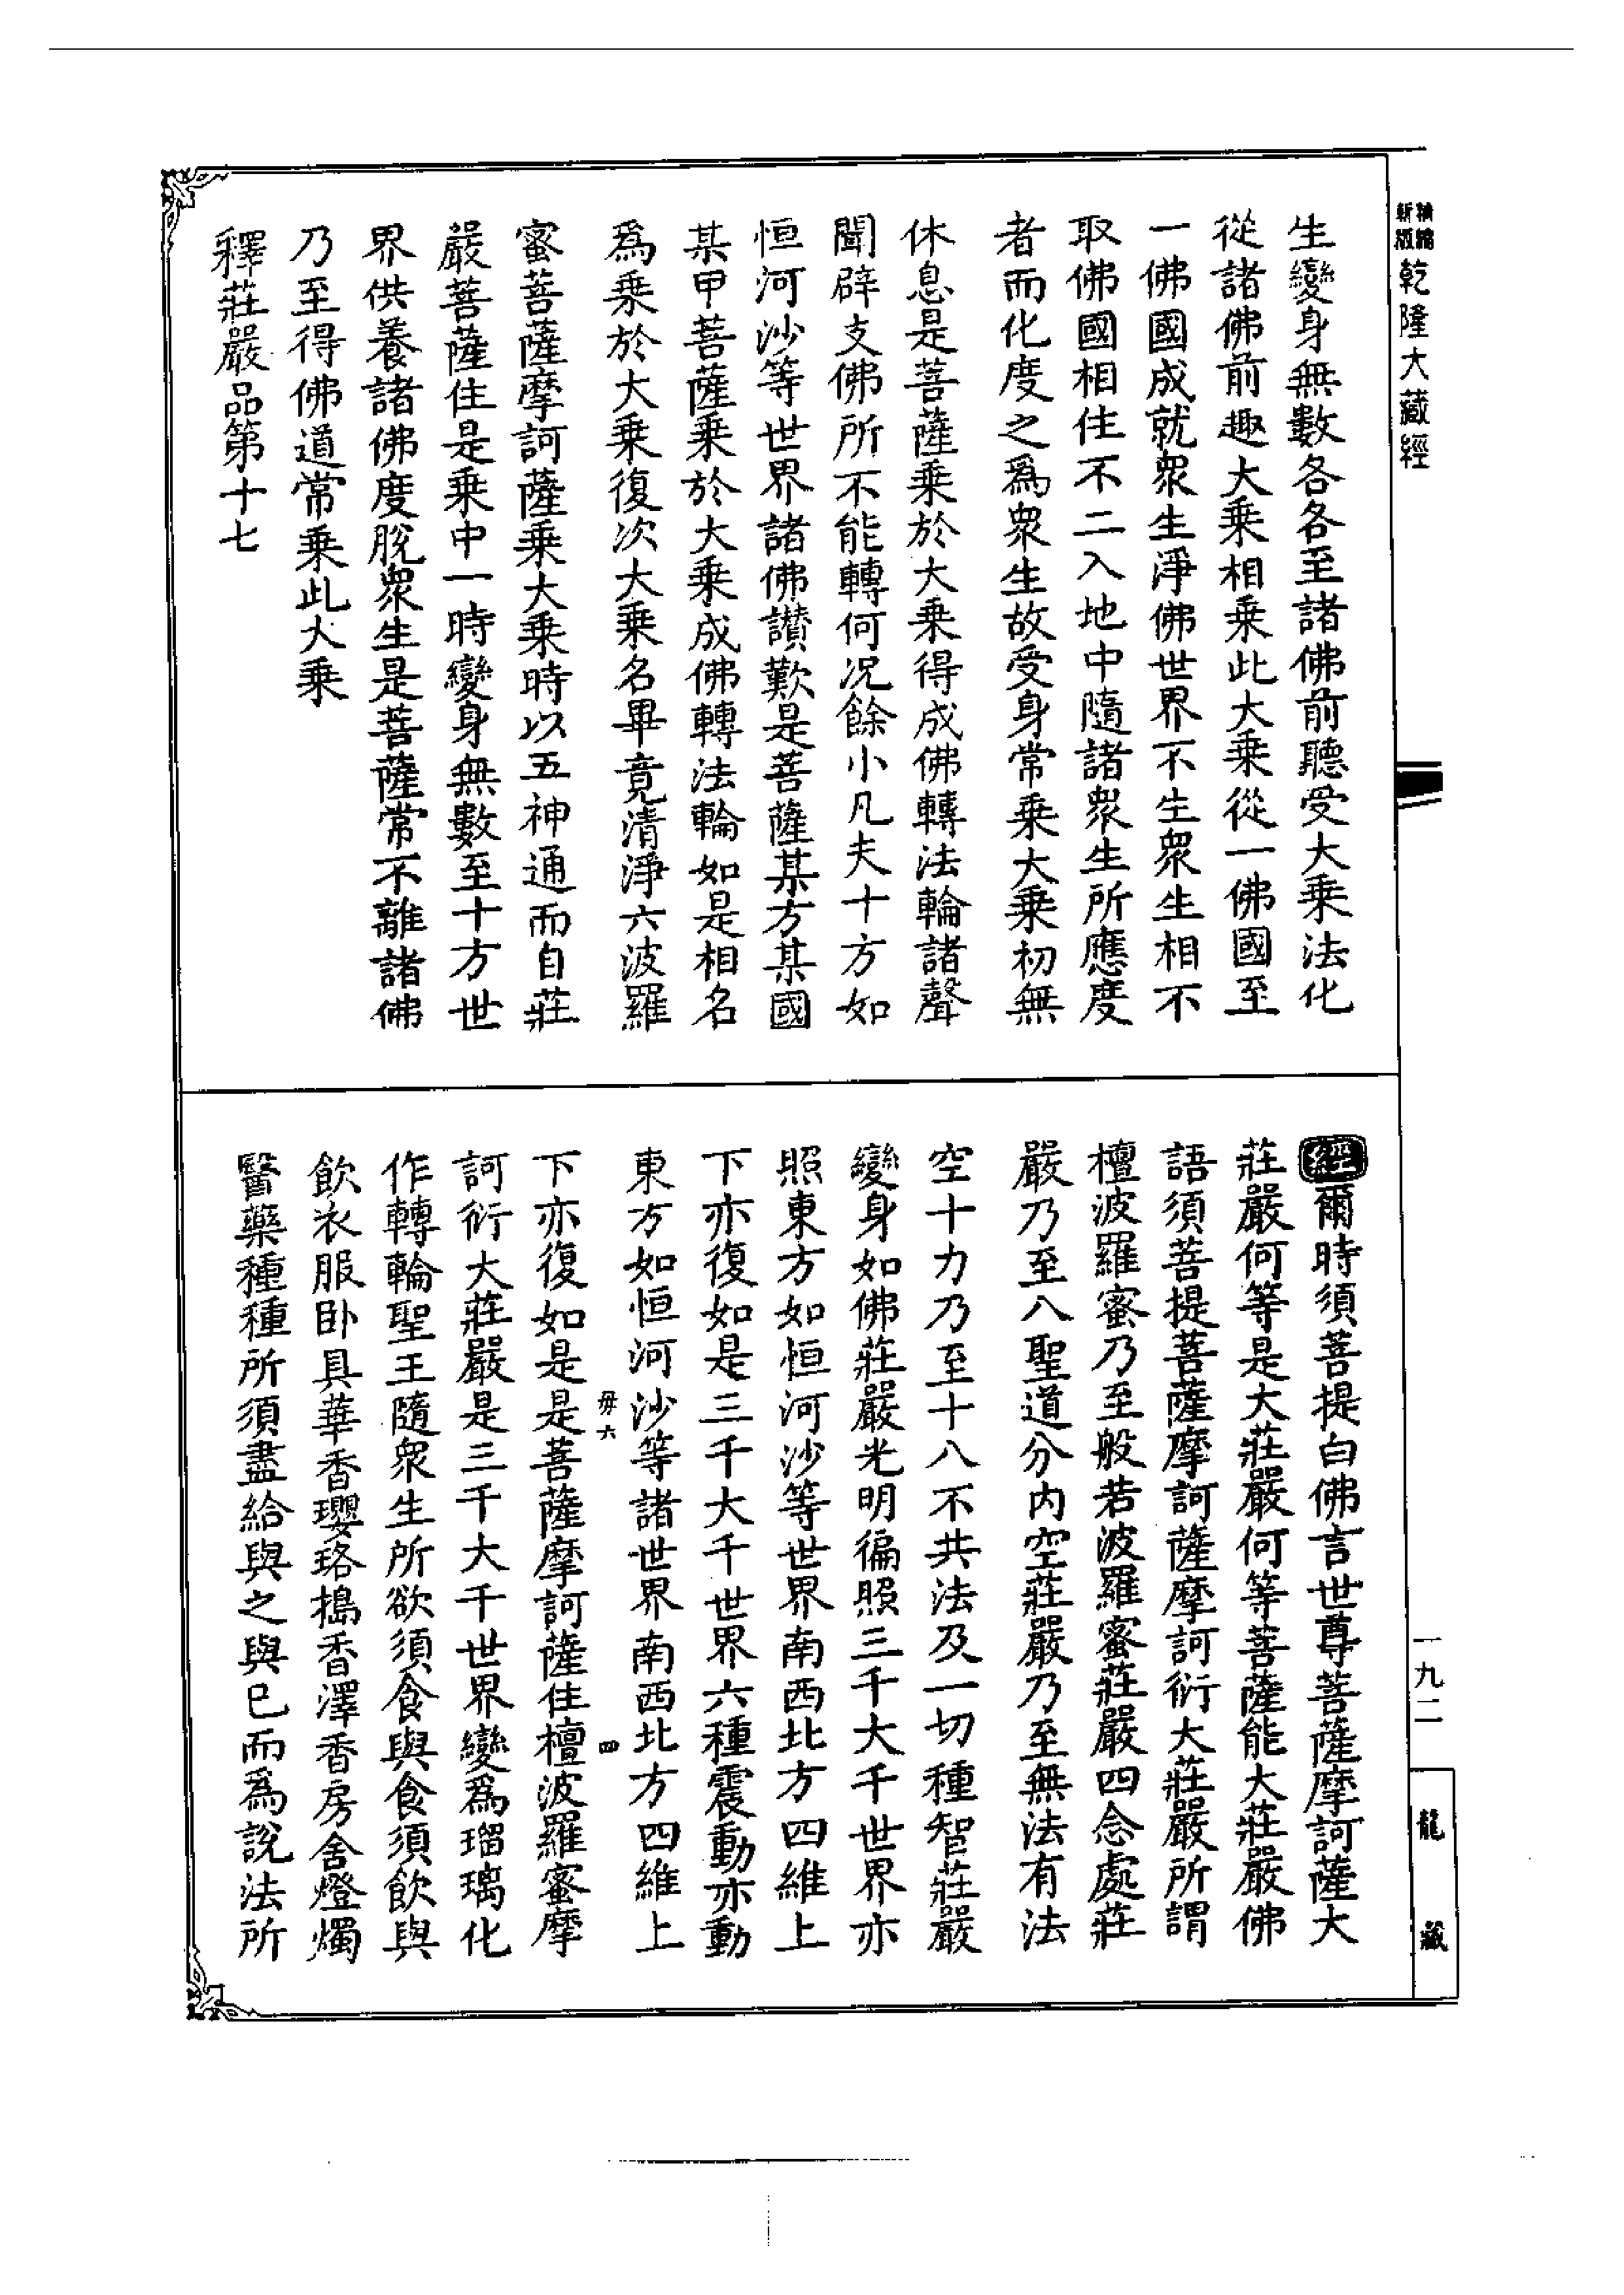 精縮新版 乾隆大藏經
生變身無數各各至諸佛前聽受大乘法化
從諸佛前趣大乘相乘此大乘從一佛國至
一佛國成就衆生淨佛世界不生衆生相不
取佛國相住不二入地中隨諸衆生所應度
者而化度之爲衆生故受身常乘大乘初無
休息是菩薩乘於大乘得成佛轉法輪諸聲
聞辟支佛所不能轉何況餘小凡夫十方如
恒河沙等世界諸佛讃歎是菩薩某方某國
某甲菩薩乘於大乘成佛轉法輪如是相名
爲乘於大乘復次大乘名畢竟清淨六波羅
蜜菩薩摩訶薩乘大乘時以五神通而自莊
嚴菩薩住是乘中一時變身無數至十方世
界供養諸佛度脫衆生是菩薩常不離諸佛
乃至得佛道常乘此大乘
釋莊嚴品第十七
經爾時須菩提白佛言世尊菩薩摩訶薩大
莊嚴何等是大莊嚴何等菩薩能大莊嚴佛
語須菩提菩薩摩訶薩摩訶衍大莊嚴所謂
檀波羅蜜乃至般若波羅蜜莊嚴四念處莊
嚴乃至八聖道分內空莊嚴乃至無法有法
空十力乃至十八不共法及一切種智莊嚴
變身如佛莊嚴光明徧照三千大千世界亦
照東方如恒河沙等世界南西北方四維上
下亦復如是三千大千世界六種震動亦動
東方如恒河沙等諸世界南西北方四維上
毋六 四
下亦復如是是菩薩摩訶薩住檀波羅蜜摩
訶衍大莊嚴是三千大千世界變爲瑠璃化
作轉輪聖王隨衆生所欲須食與食須飲與
飲衣服卧具華香瓔珞搗香澤香房舍燈燭
醫藥種種所須盡給與之與已而爲說法所
一九二
龍藏